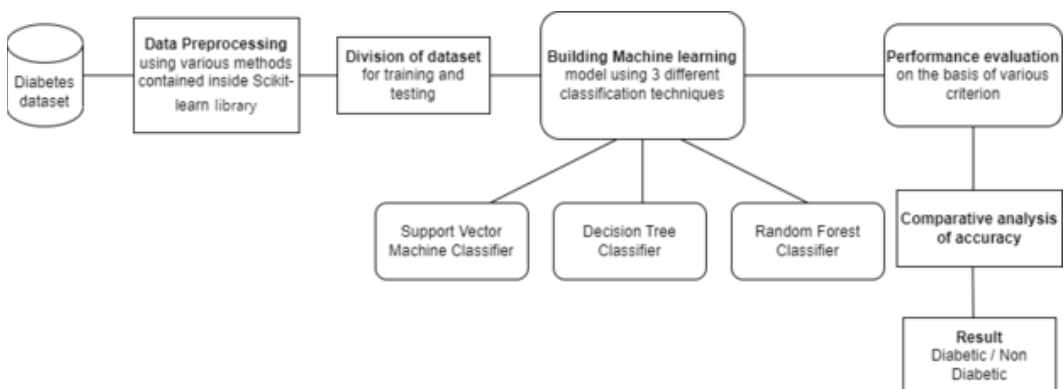 Diabetes
dataset
Data Preprocessing
using various methods
contained inside Scikit-
learn library
Division of dataset
for training and
testing
Building Machine learning
model using 3 different
classification techniques
Performance evaluation
on the basis of various
criterion
Support Vector
Machine Classifier
Decision Tree
Classifier
Random Forest
Classifier
Comparative analysis
of accuracy
Result
Diabetic / Non
Diabetic